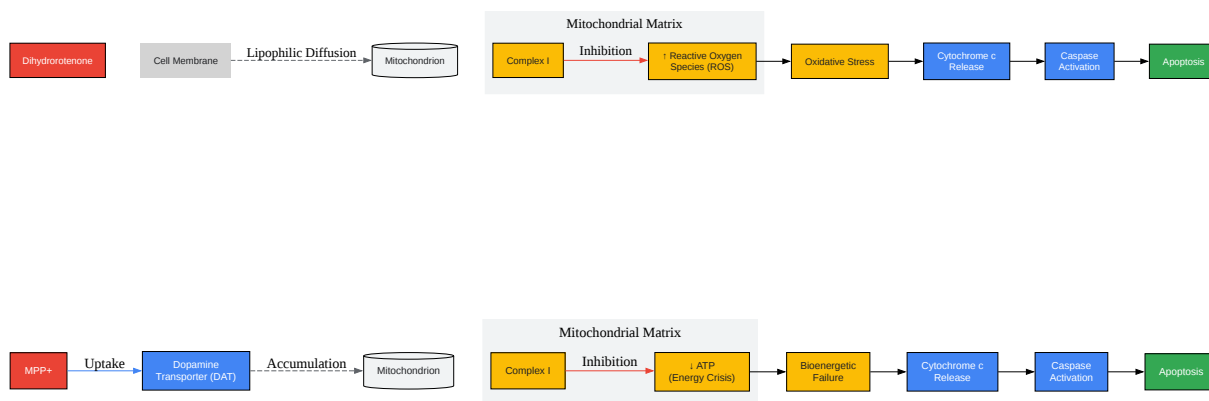 Mitochondrial Matrix
Dihydrorotenone
Cell Membrane
Lipophilic Diffusion
Mitochondrion
Complex I
Inhibition
↑ Reactive Oxygen
Species (ROS)
Oxidative Stress
Cytochrome c
Release
Caspase
Activation
Apoptosis
Mitochondrial Matrix
MPP+
Uptake
Dopamine
Transporter (DAT)
Accumulation
Mitochondrion
Complex I
Inhibition
↓ ATP
(Energy Crisis)
Bioenergetic
Failure
Cytochrome c
Release
Caspase
Activation
Apoptosis